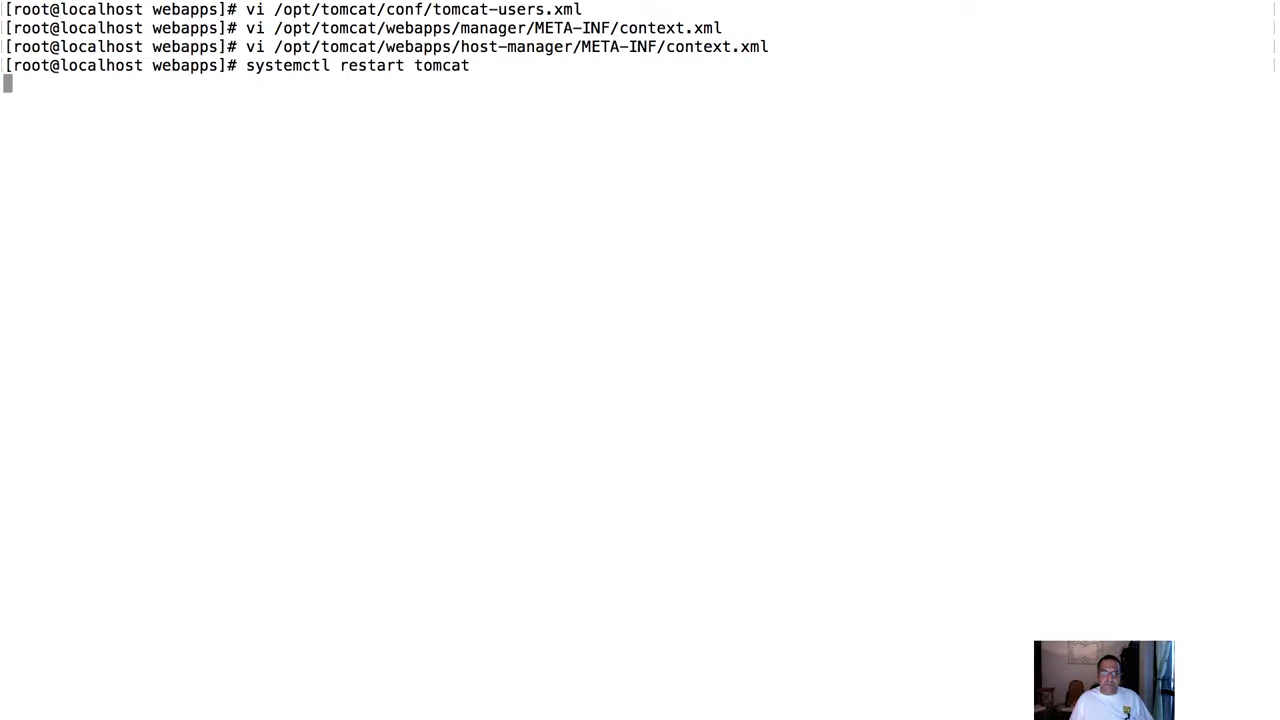 [root@localhost webapps]# vi /opt/tomcat/conf/tomcat-users.xml
[root@localhost webapps]# vi /opt/tomcat/webapps/manager/META-INF/context.xml
[root@localhost webapps]# vi /opt/tomcat/webapps/host-manager/META-INF/context.xml
[root@localhost webapps]# systemctl restart tomcat